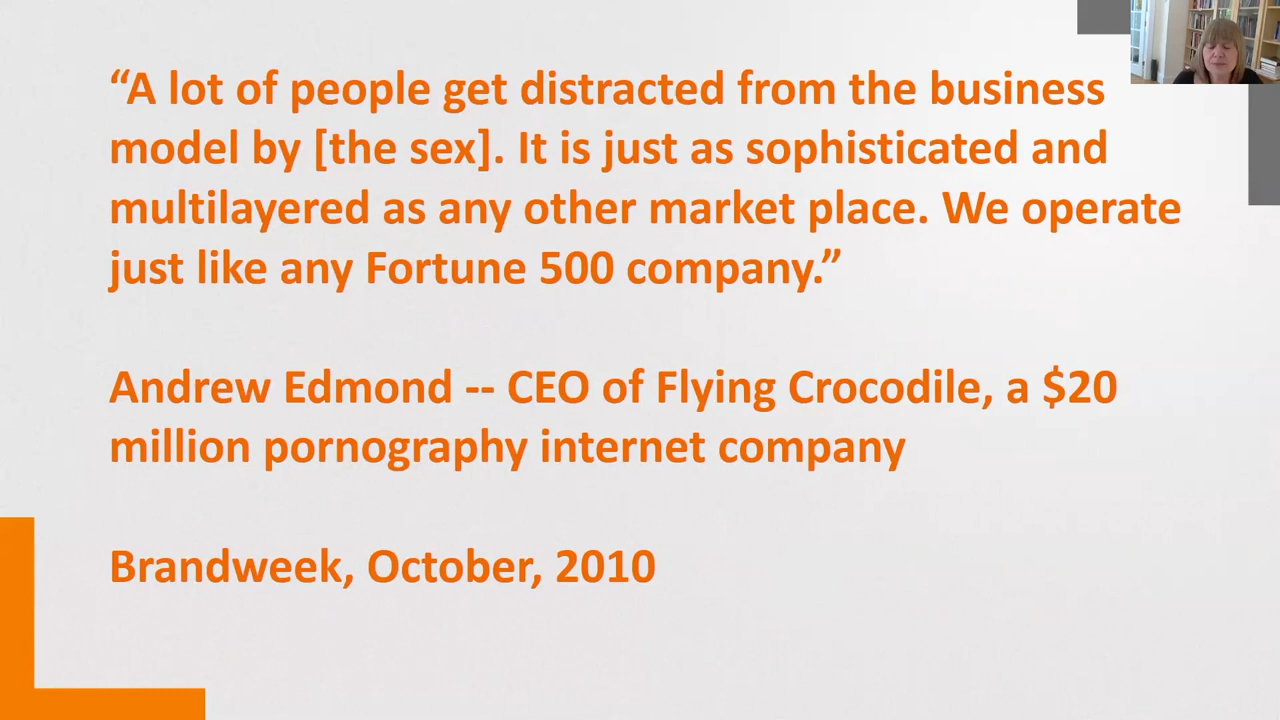 “A lot of people get distracted from the business
model by [the sex]. It is just as sophisticated and
multilayered as any other market place. We operate
just like any Fortune 500 company.”
Andrew Edmond -- CEO of Flying Crocodile, a $20
million pornography internet company
Brandweek, October, 2010